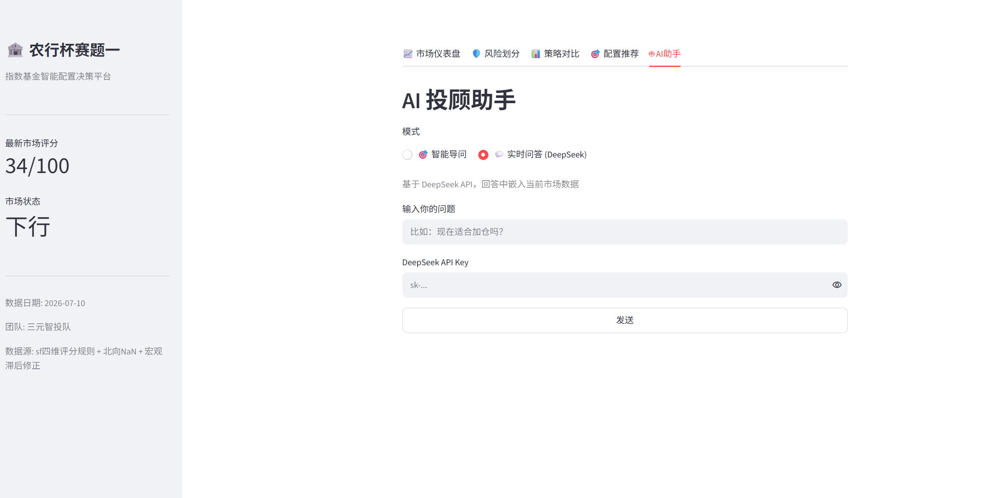 农行杯赛题一
指数基金智能配置决策平台
最新市场评分
34/100
市场状态
下行
数据日期: 2026-07-10
团队: 三元智投队
数据源: sf四维评分规则 + 北向NaN + 宏观
滞后修正
市场仪表盘 风险划分 策略对比 配置推荐 AI助手
AI 投顾助手
模式
智能导问 实时问答 (DeepSeek)
基于 DeepSeek API，回答中嵌入当前市场数据
输入你的问题
比如：现在适合加仓吗？
DeepSeek API Key
sk-...
发送